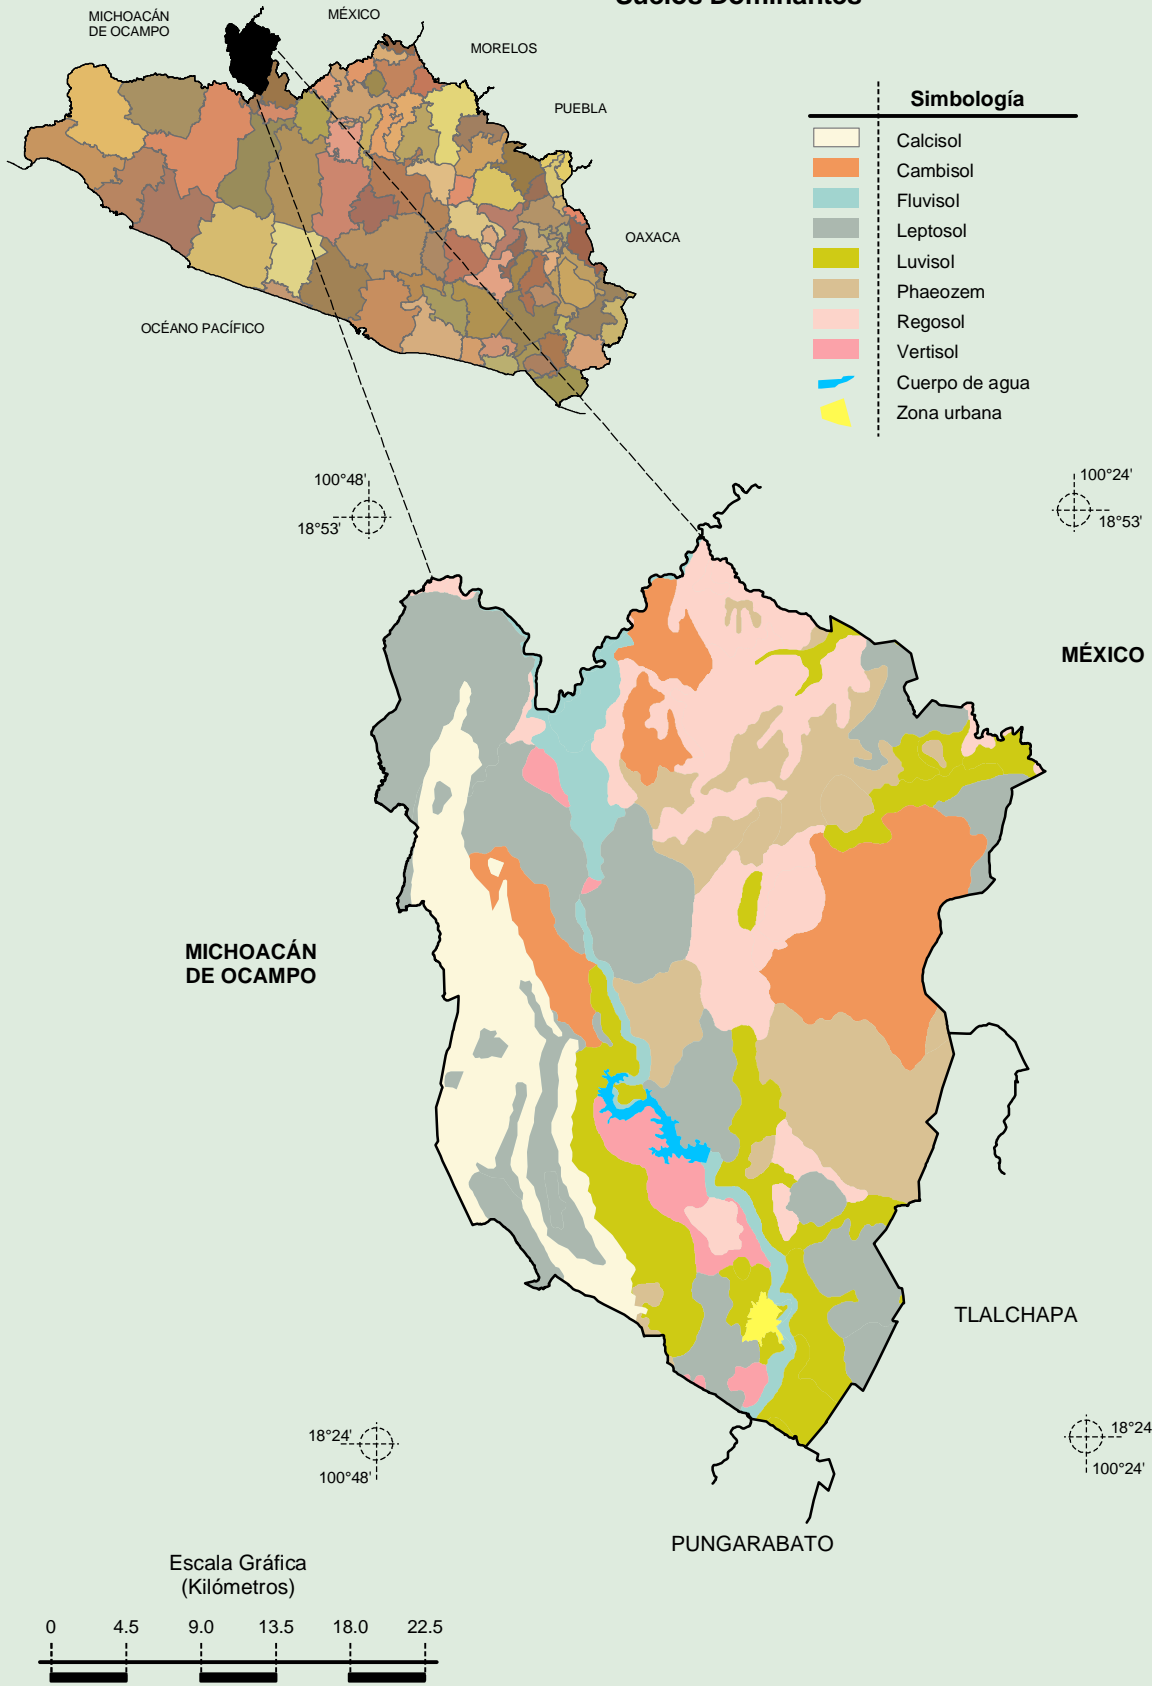 Suelos Dominantes
MICHOACÁN
DE OCAMPO
MÉXICO
MORELOS
PUEBLA
OAXACA
OCÉANO PACÍFICO
Simbología
Calcisol
Cambisol
Fluvisol
Leptosol
Luvisol
Phaeozem
Regosol
Vertisol
Cuerpo de agua
Zona urbana
100°48'
18°53'
100°24'
18°53'
MÉXICO
MICHOACÁN
DE OCAMPO
TLALCHAPA
18°24'
100°48'
18°24
100°24'
PUNGARABATO
Escala Gráfica
(Kilómetros)
0 4.5 9.0 13.5 18.0 22.5